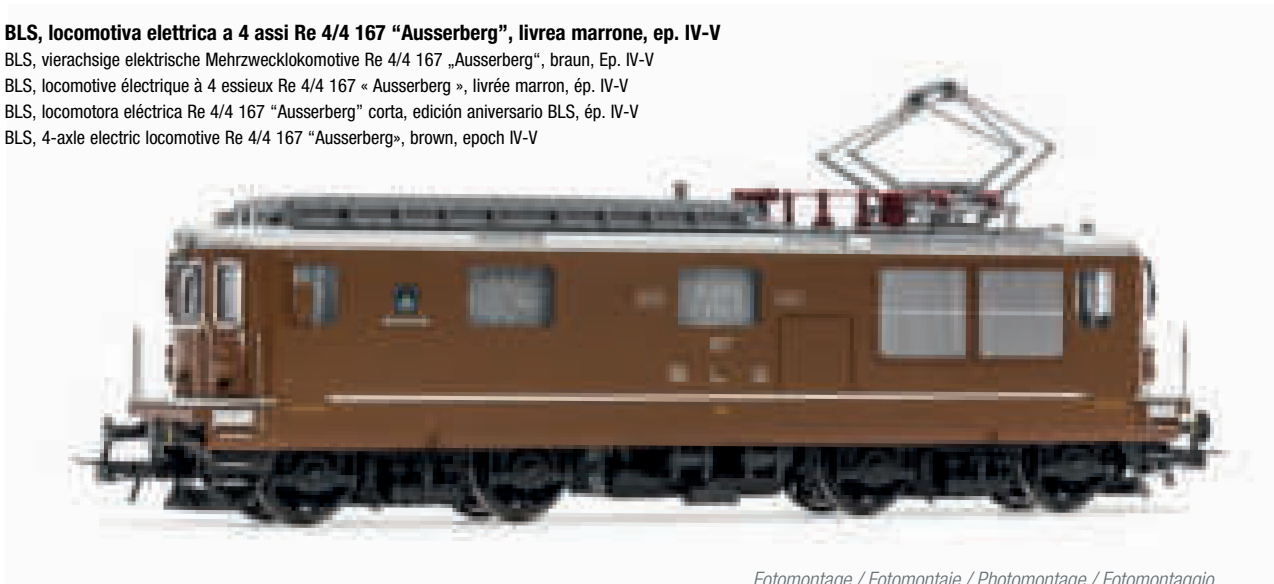 BLS, locomotiva elettrica a 4 assi Re 4/4 167 “Ausserberg”, livrea marrone, ep. IV-V
BLS, vierachsige elektrische Mehrzwecklokomotive Re 4/4 167 „Ausserberg“, braun, Ep. IV-V
BLS, locomotive électrique à 4 essieux Re 4/4 167 « Ausserberg », livrée marron, ép. IV-V
BLS, locomotora eléctrica Re 4/4 167 “Ausserberg” corta, edición aniversario BLS, ép. IV-V
BLS, 4-axle electric locomotive Re 4/4 167 “Ausserberg», brown, epoch IV-V
Fotomontage / Fotomontaje / Photomontage / Fotomontaggio